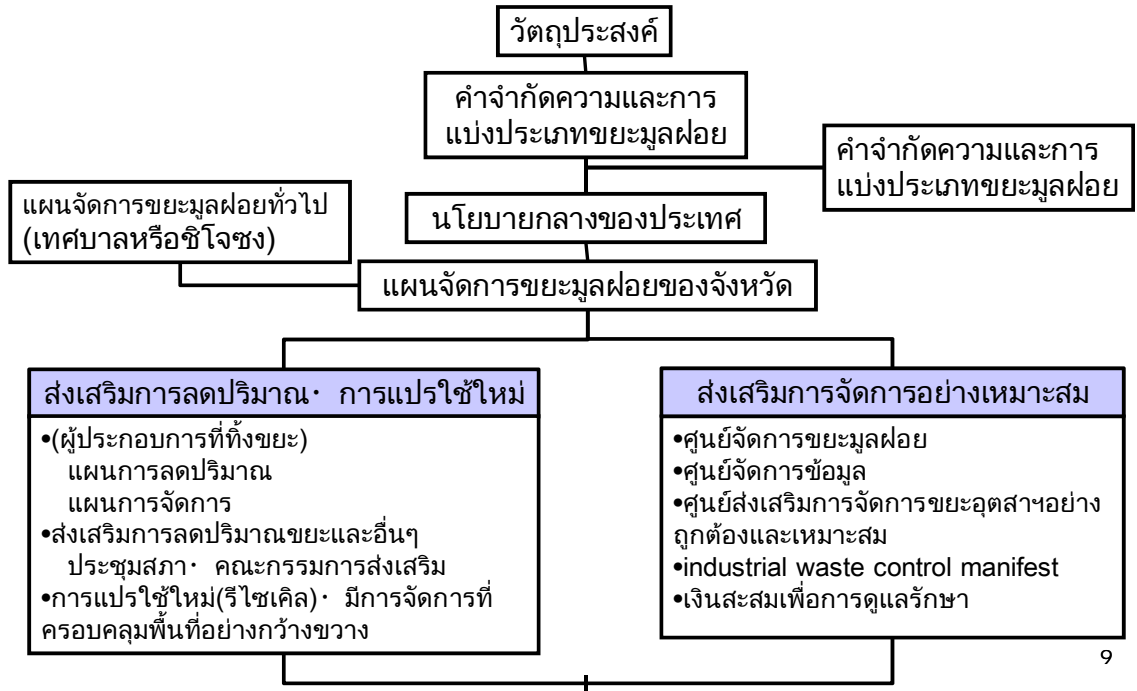 วัตถุประสงค์
คำจำกัดความและการ
แบ่งประเภทขยะมูลฝอย
คำจำกัดความและการ
แบ่งประเภทขยะมูลฝอย
แผนจัดการขยะมูลฝอยทั่วไป
(เทศบาลหรือชิโจซง)
นโยบายกลางของประเทศ
แผนจัดการขยะมูลฝอยของจังหวัด
ส่งเสริมการลดปริมาณ· การแปรใช้ใหม่
•(ผู้ประกอบการที่ทิ้งขยะ)
แผนการลดปริมาณ
แผนการจัดการ
•ส่งเสริมการลดปริมาณขยะและอื่นๆ
ประชุมสภา· คณะกรรมการส่งเสริม
•การแปรใช้ใหม่(รีไซเคิล)· มีการจัดการที่
ครอบคลุมพื้นที่อย่างกว้างขวาง
ส่งเสริมการจัดการอย่างเหมาะสม
•ศูนย์จัดการขยะมูลฝอย
•ศูนย์จัดการข้อมูล
•ศูนย์ส่งเสริมการจัดการขยะอุตสาฯอย่าง
ถูกต้องและเหมาะสม
•industrial waste control manifest
•เงินสะสมเพื่อการดูแลรักษา
9